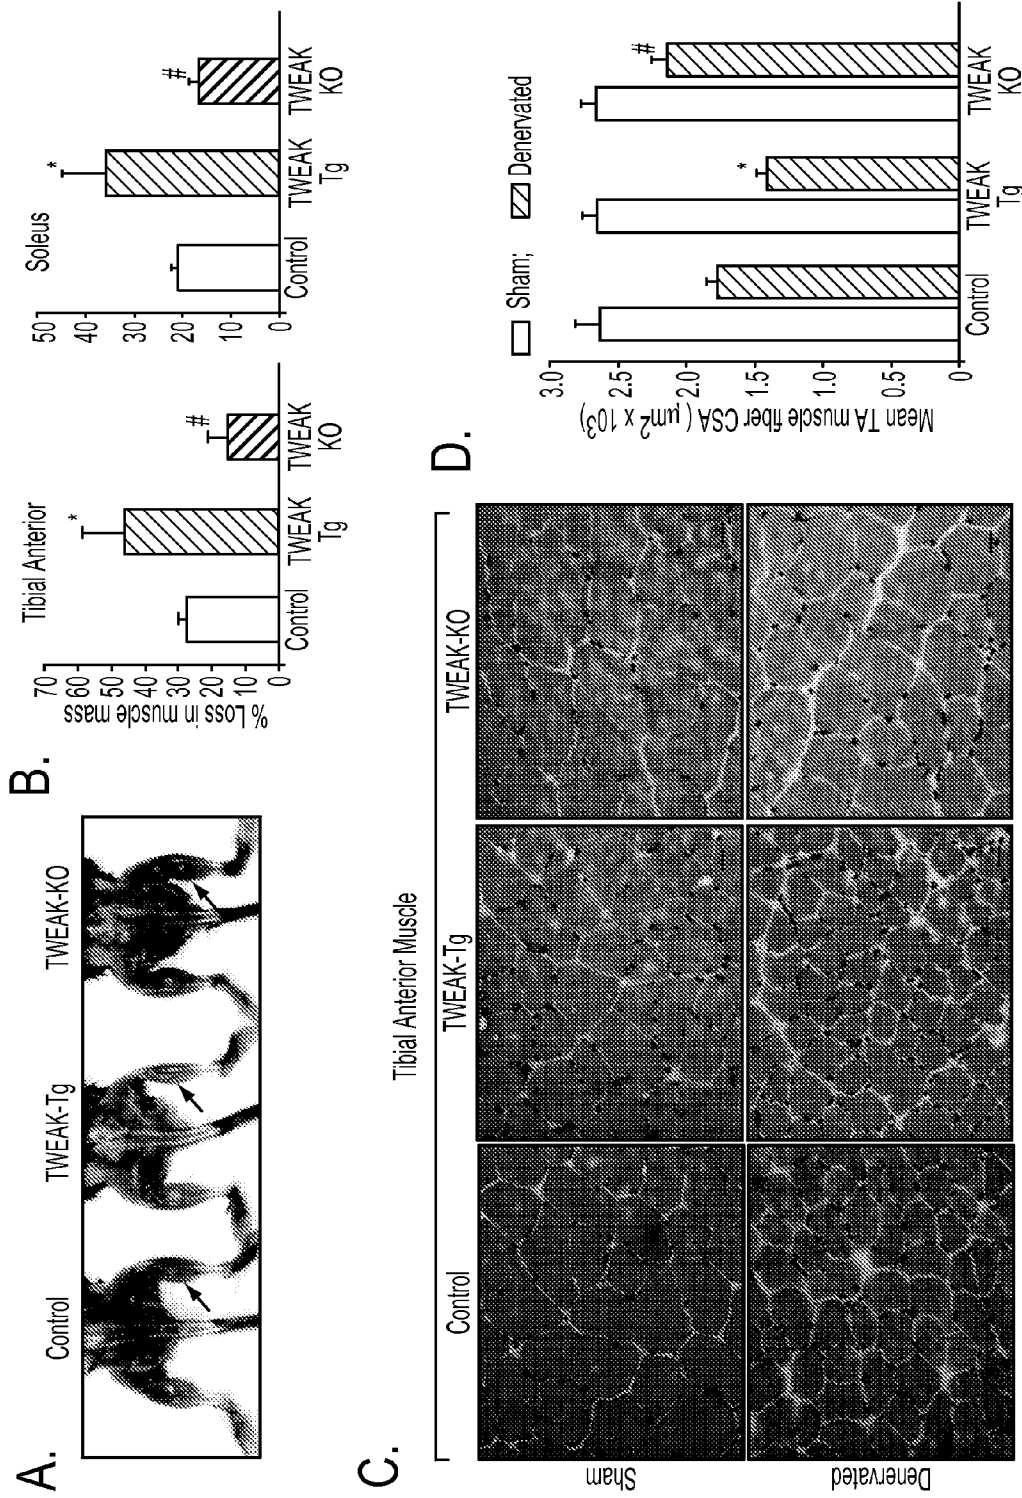 A.
Control TWEAK-Tg TWEAK-KO
B.
Tibial Anterior
% Loss in muscle mass
70
60
50
40
30
20
10
0
Control
TWEAK
Tg
TWEAK
KO
*
#
Soleus
50
40
30
20
10
0
Control
TWEAK
Tg
TWEAK
KO
*
#
C.
Tibial Anterior Muscle
Control TWEAK-Tg TWEAK-KO
Sham
Denervated
D.
Sham; Denervated
Mean TA muscle fiber CSA (µm² x 10³)
3.0
2.5
2.0
1.5
1.0
0.5
0
Control
TWEAK
Tg
TWEAK
KO
*
#